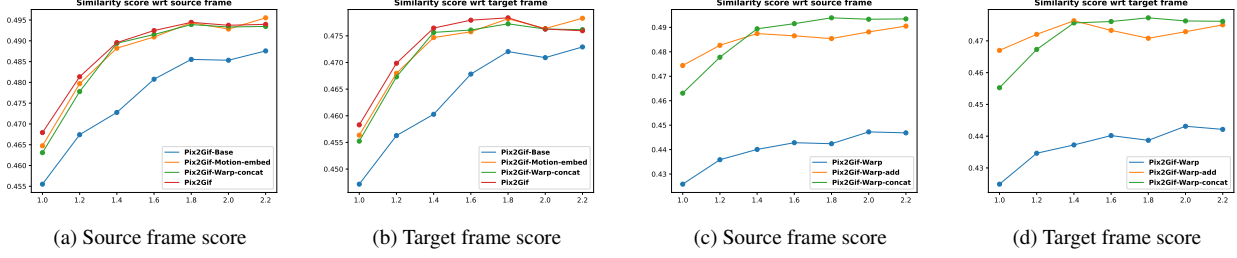 Similarity score wrt source frame
0.495
0.490
0.485
0.480
0.475
0.470
0.465
0.460
0.455
1.0 1.2 1.4 1.6 1.8 2.0 2.2
Pix2Gif-Base
Pix2Gif-Motion-embed
Pix2Gif-Warp-concat
Pix2Gif
(a) Source frame score
Similarity score wrt target frame
0.475
0.470
0.465
0.460
0.455
0.450
1.0 1.2 1.4 1.6 1.8 2.0 2.2
Pix2Gif-Base
Pix2Gif-Motion-embed
Pix2Gif-Warp-concat
Pix2Gif
(b) Target frame score
Similarity score wrt source frame
0.49
0.48
0.47
0.46
0.45
0.44
0.43
1.0 1.2 1.4 1.6 1.8 2.0 2.2
Pix2Gif-Warp
Pix2Gif-Warp-add
Pix2Gif-Warp-concat
(c) Source frame score
Similarity score wrt target frame
0.47
0.46
0.45
0.44
0.43
1.0 1.2 1.4 1.6 1.8 2.0 2.2
Pix2Gif-Warp
Pix2Gif-Warp-add
Pix2Gif-Warp-concat
(d) Target frame score